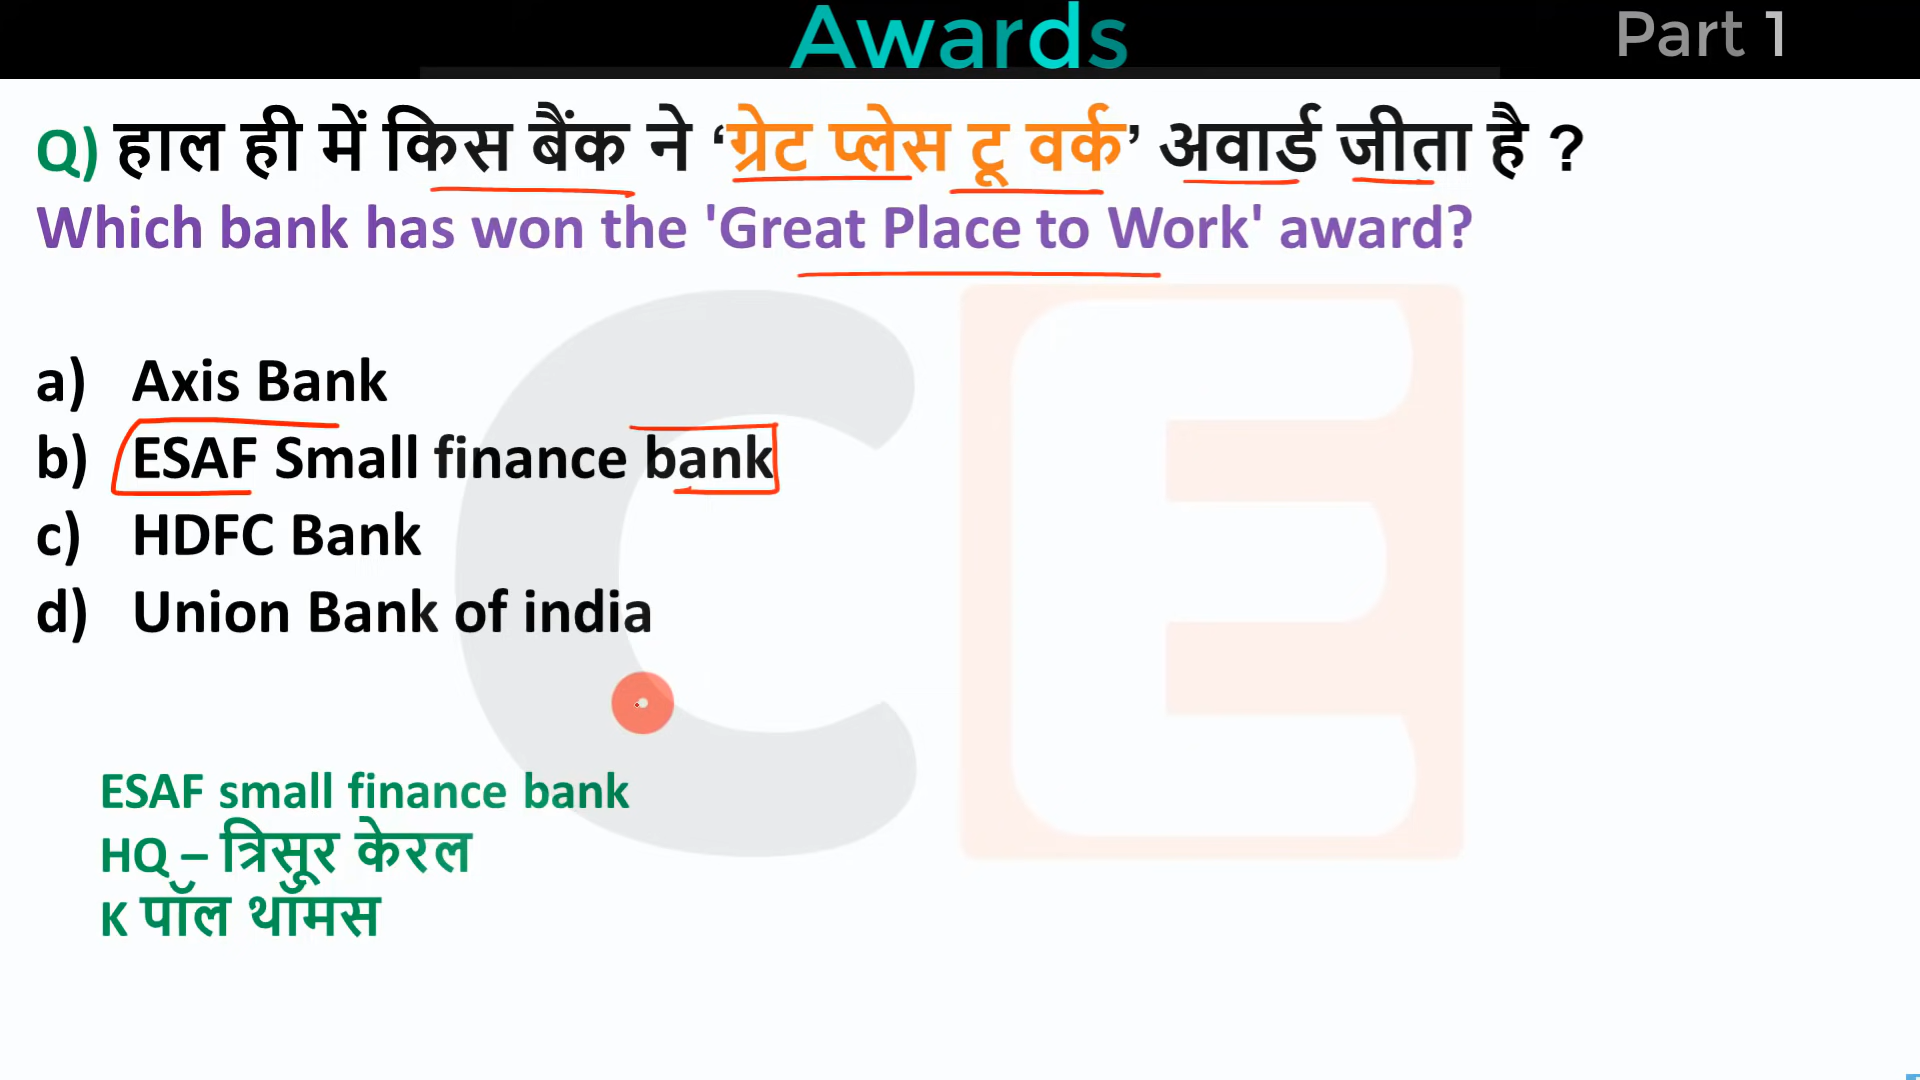 Awards
Part 1
Q) हाल ही में किस बैंक ने ‘ग्रेट प्लेस टू वर्क’ अवार्ड जीता है ?
Which bank has won the 'Great Place to Work' award?
a) Axis Bank
b) ESAF Small finance bank
c) HDFC Bank
d) Union Bank of india
ESAF small finance bank
HQ – त्रिसूर केरल
K पॉल थॉमस
CE